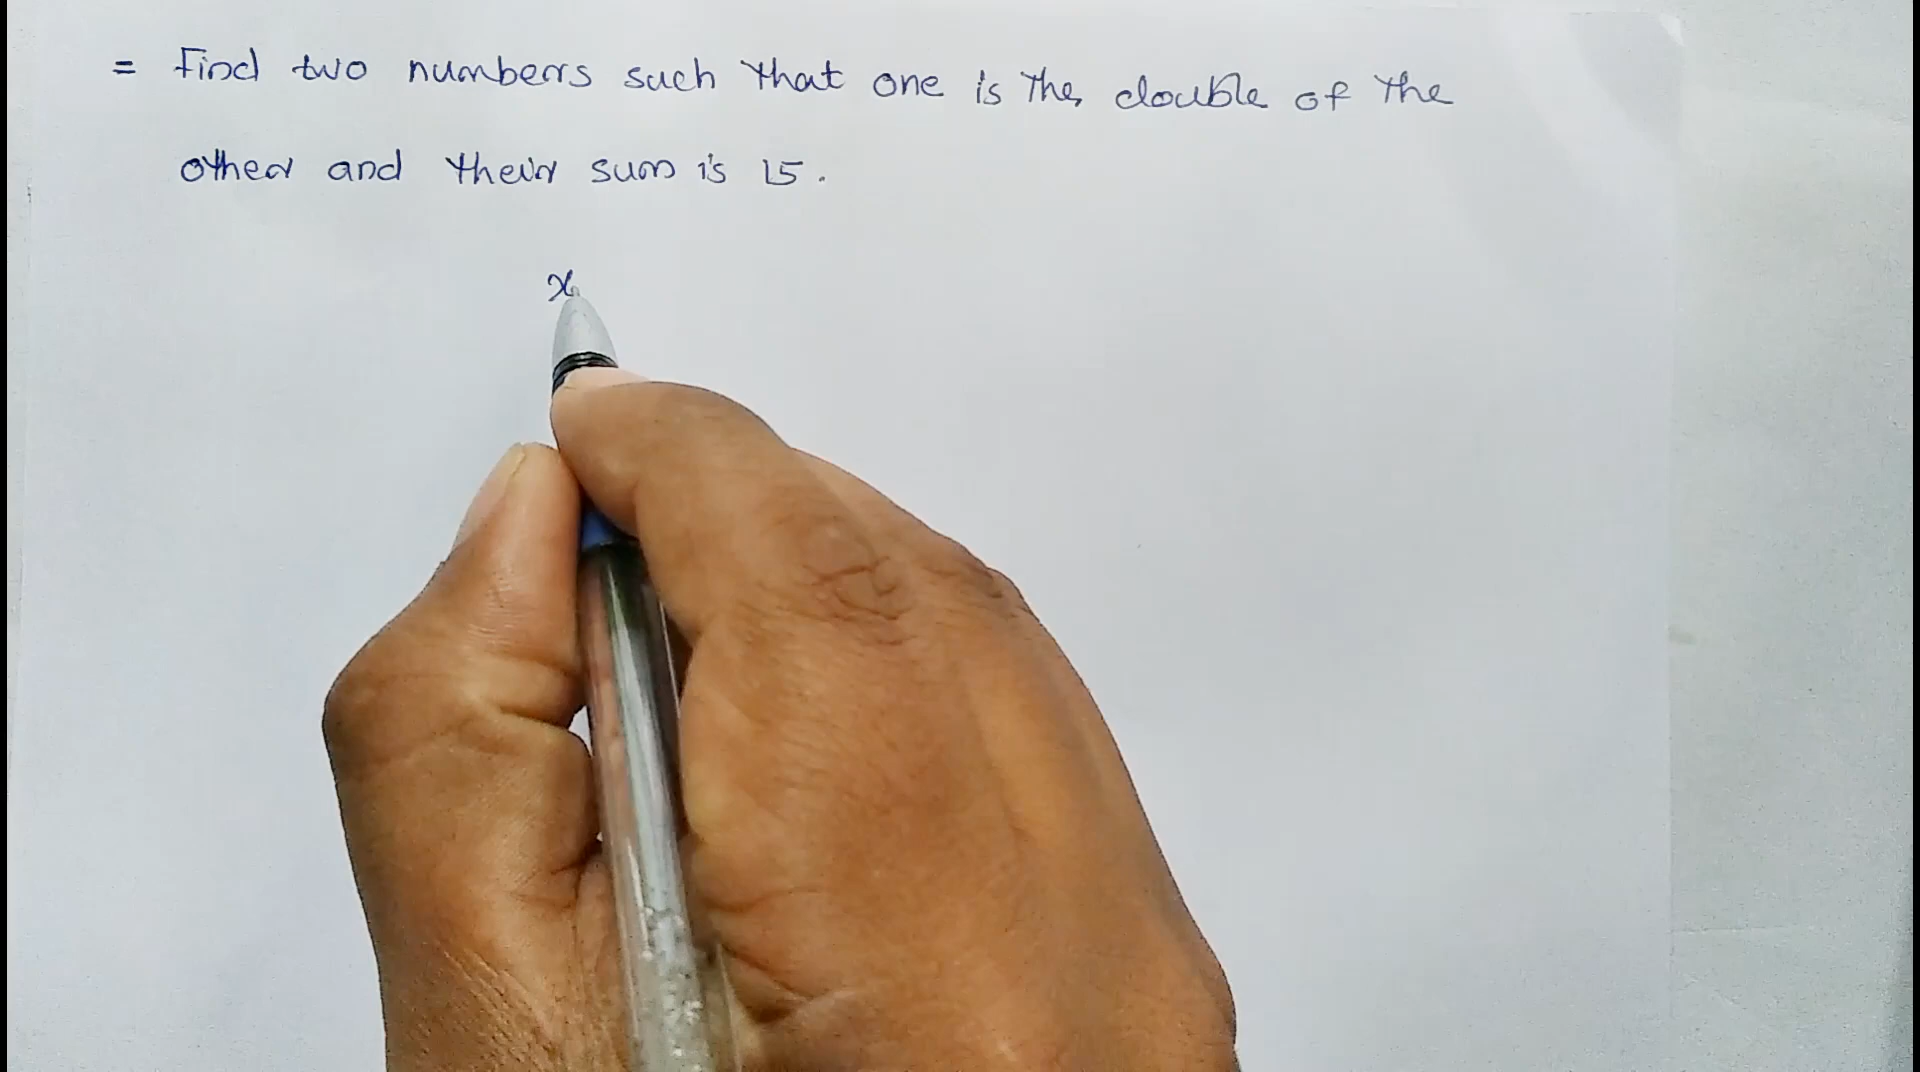 = Find two numbers such that one is the double of the
other and their sum is 15.
x